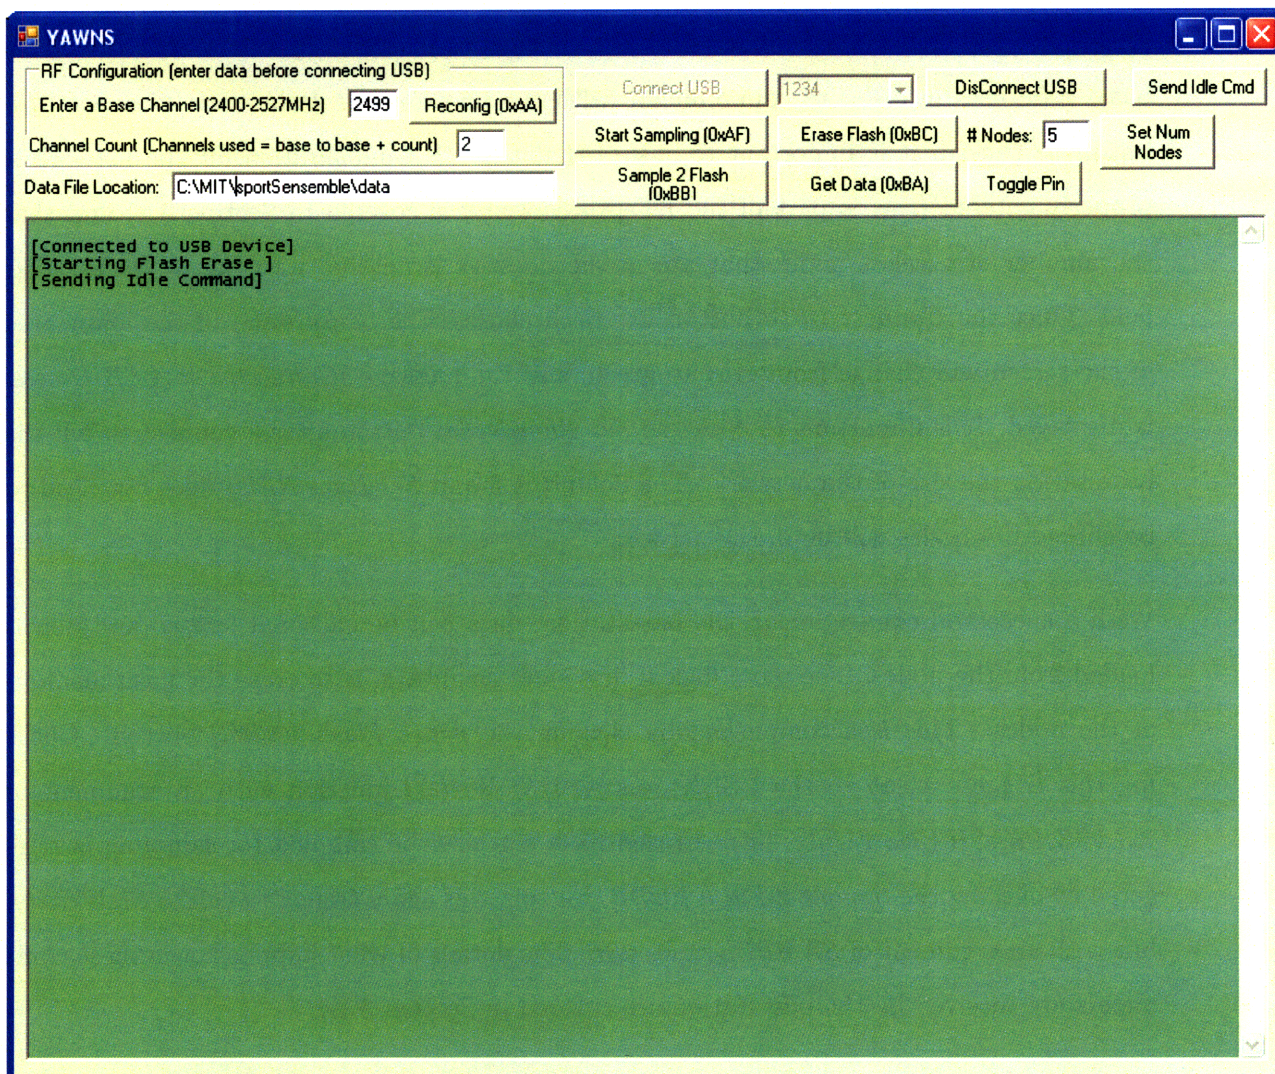 YAWNS
RF Configuration (enter data before connecting USB)
Enter a Base Channel (2400-2527MHz) 2499 Reconfig (0xAA)
Channel Count (Channels used = base to base + count) 2
Data File Location: C:\MIT\sportSensemble\data
Connect USB 1234 DisConnect USB Send Idle Cmd
Start Sampling (0xAF) Erase Flash (0xBC) # Nodes: 5 Set Num
Nodes
Sample 2 Flash
(0xBB) Get Data (0xBA) Toggle Pin
[Connected to USB Device]
[Starting Flash Erase ]
[Sending Idle Command]